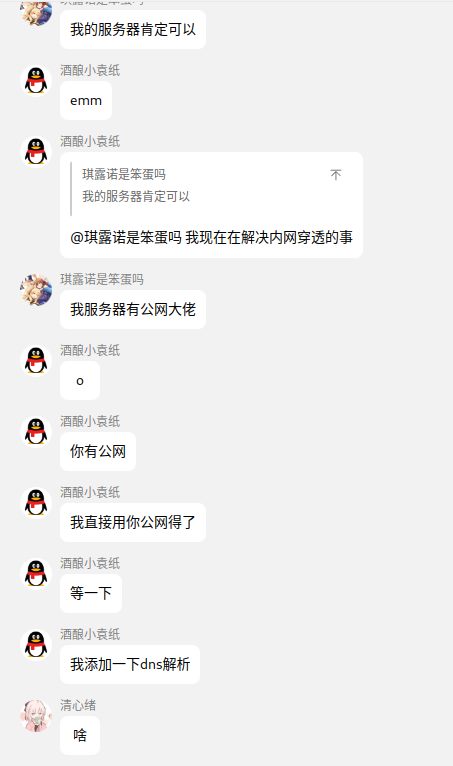 我的服务器肯定可以
酒酿小袁纸
emm
酒酿小袁纸
琪露诺是笨蛋吗
我的服务器肯定可以
@琪露诺是笨蛋吗 我现在在解决内网穿透的事
琪露诺是笨蛋吗
我服务器有公网大佬
酒酿小袁纸
o
酒酿小袁纸
你有公网
酒酿小袁纸
我直接用你公网得了
酒酿小袁纸
等一下
酒酿小袁纸
我添加一下dns解析
清心绪
啥